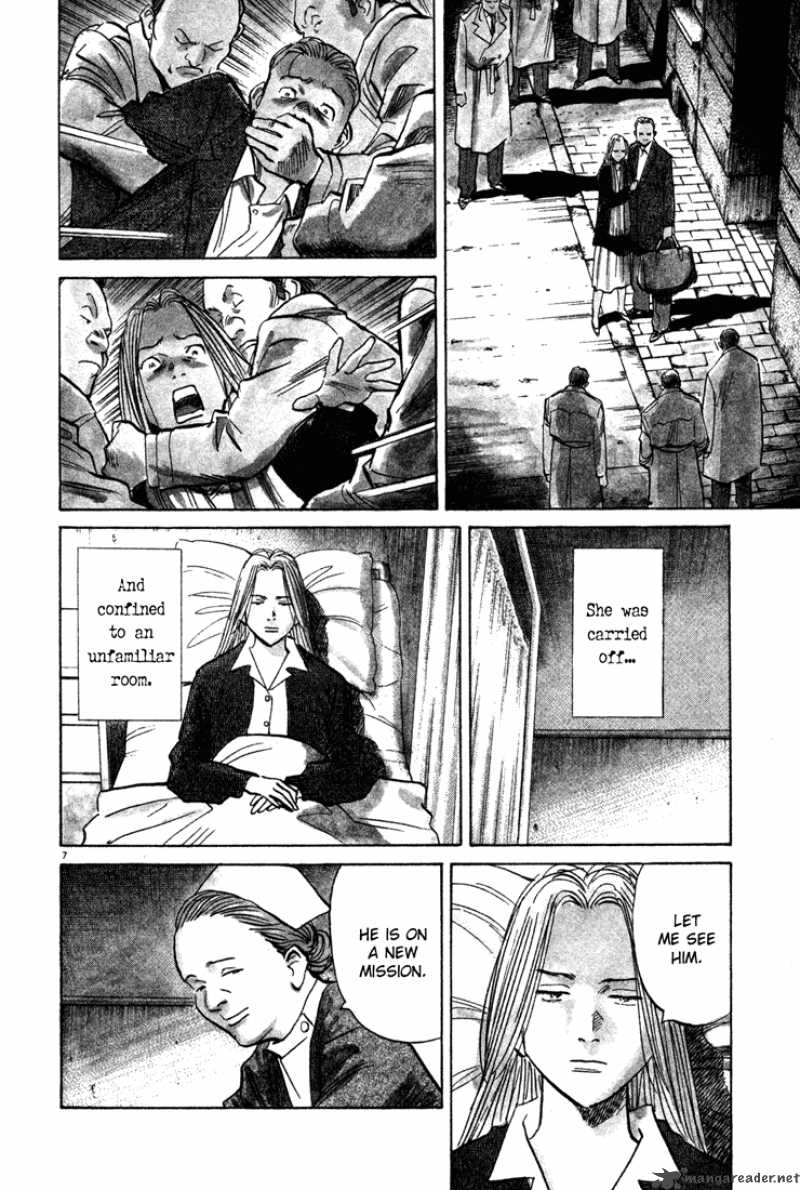 She was
carried
off...
And
confined
to an
unfamiliar
room.
7
LET
ME SEE
HIM.
HE IS ON
A NEW
MISSION.
mangareader.net